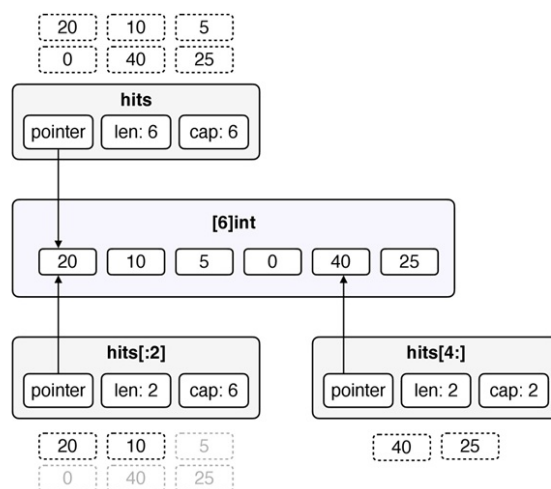 20 10 5
0 40 25
hits
pointer len: 6 cap: 6
[6]int
20 10 5 0 40 25
hits[:2]
pointer len: 2 cap: 6
20 10 5
0 40 25
hits[4:]
pointer len: 2 cap: 2
40 25